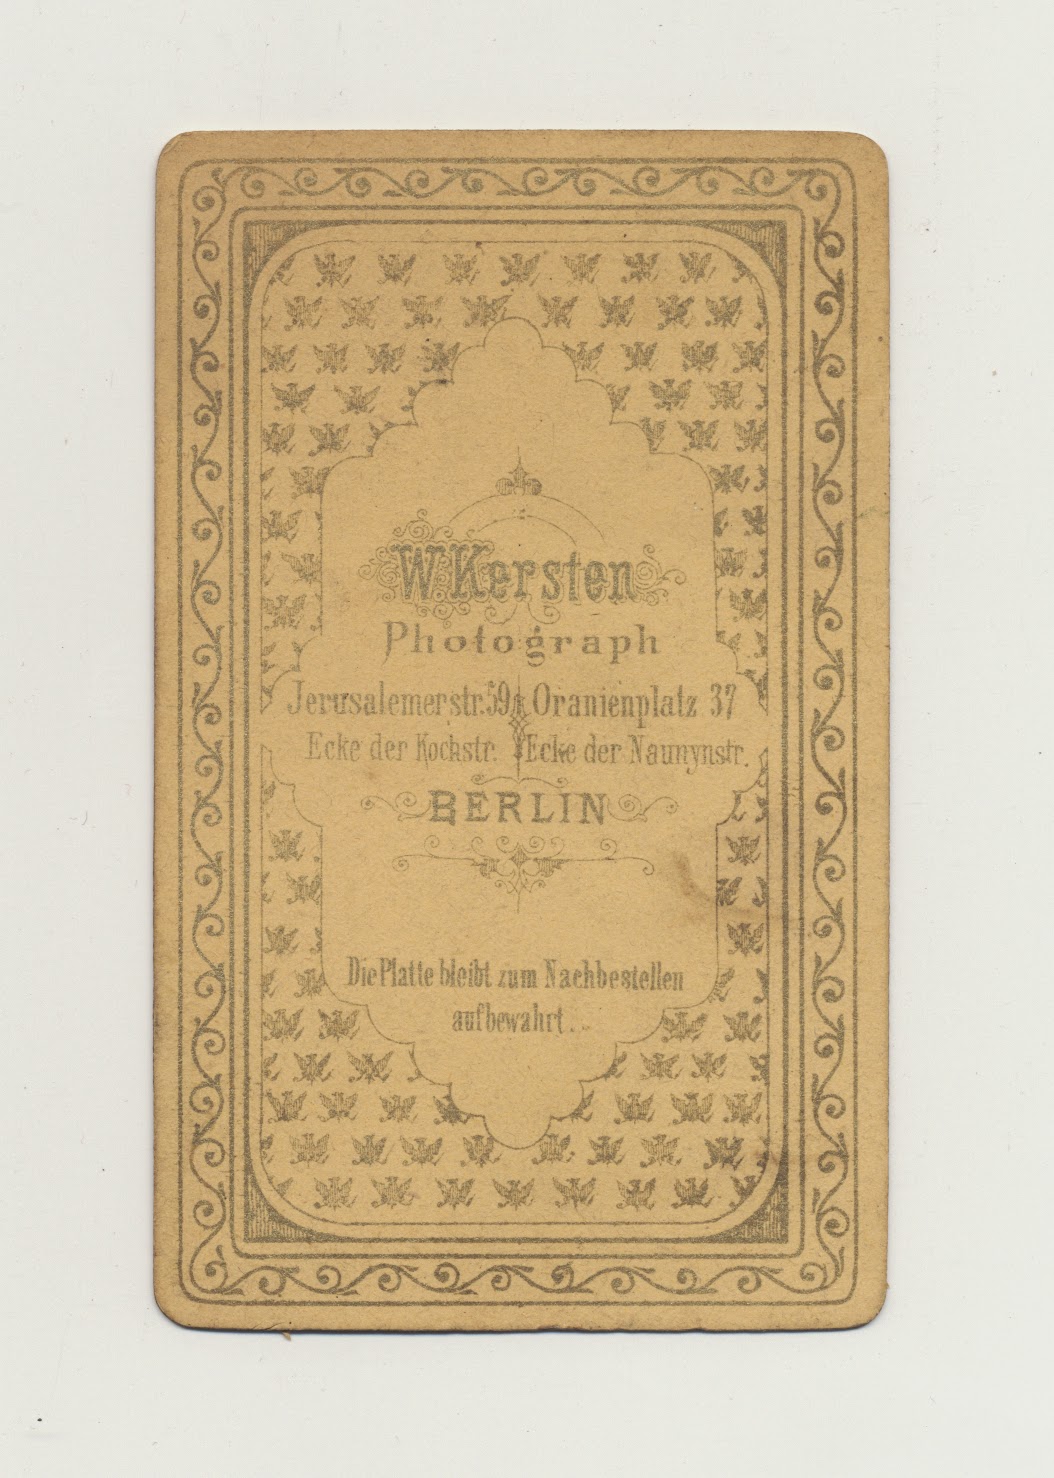 W Kersten
Photograph
Jerusalemerstr. 59 Oranienplatz 37
Ecke der Kochstr. Ecke der Naunynstr.
BERLIN
Die Platte bleibt zum Nachbestellen
aufbewahrt.